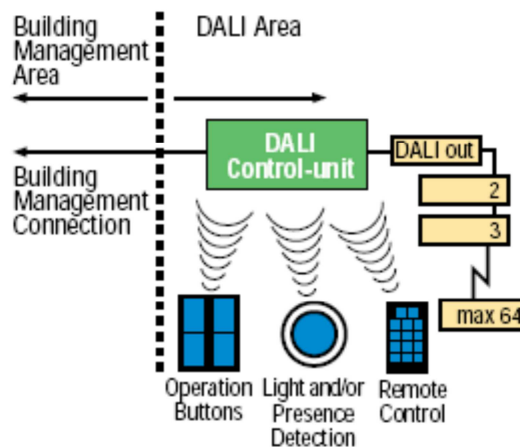 Building
Management
Area
DALI Area
DALI
Control-unit
DALI out
2
3
max 64
Building
Management
Connection
Operation
Buttons
Light and/or
Presence
Detection
Remote
Control